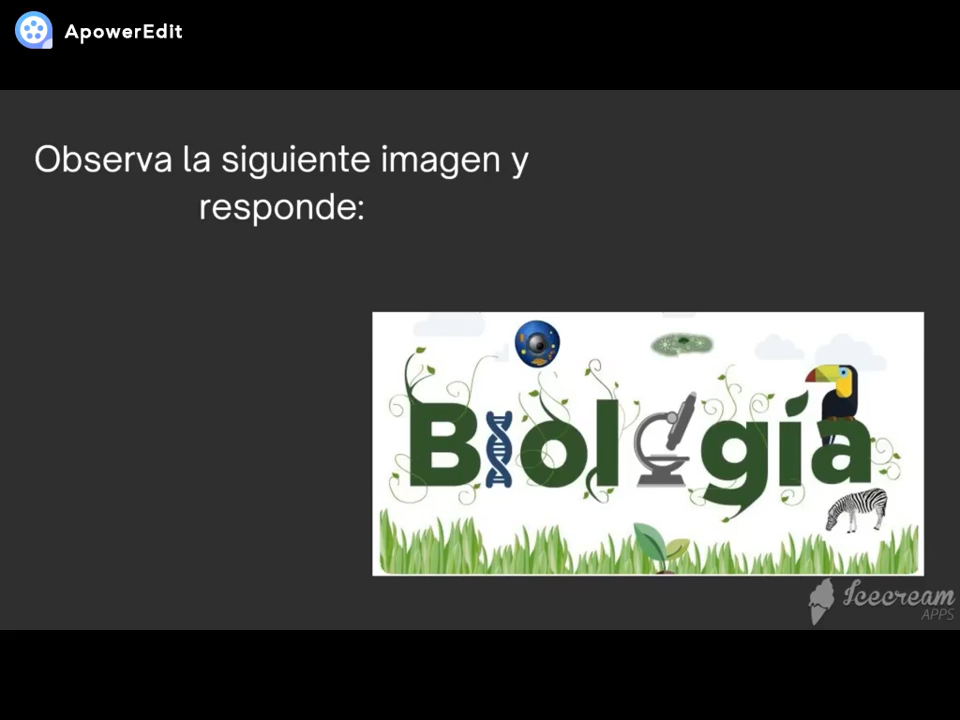 ApowerEdit
Observa la siguiente imagen y
responde:
Biología
Icecream
APPS